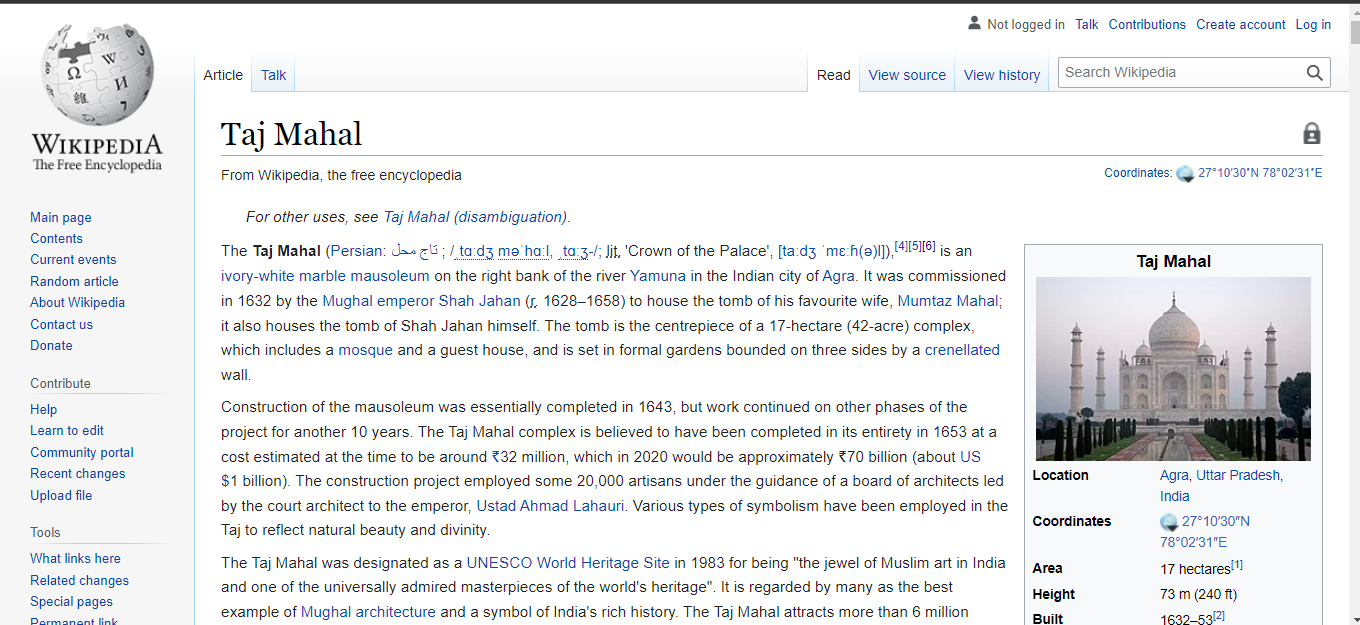 Not logged in Talk Contributions Create account Log in
Article Talk Read View source View history Search Wikipedia
WIKIPEDIA
The Free Encyclopedia
Main page
Contents
Current events
Random article
About Wikipedia
Contact us
Donate
Contribute
Help
Learn to edit
Community portal
Recent changes
Upload file
Tools
What links here
Related changes
Special pages
Permanent link
Taj Mahal
From Wikipedia, the free encyclopedia
Coordinates: 27°10′30″N 78°02′31″E
For other uses, see Taj Mahal (disambiguation).
The Taj Mahal (Persian: تاج محل; /ˌtɑːdʒ məˈhɑːl, ˌtɑːʒ-/; lit. 'Crown of the Palace', [taːdʒ ˈmɛːɦ(ə)l]),[4][5][6] is an
ivory-white marble mausoleum on the right bank of the river Yamuna in the Indian city of Agra. It was commissioned
in 1632 by the Mughal emperor Shah Jahan (r. 1628–1658) to house the tomb of his favourite wife, Mumtaz Mahal;
it also houses the tomb of Shah Jahan himself. The tomb is the centrepiece of a 17-hectare (42-acre) complex,
which includes a mosque and a guest house, and is set in formal gardens bounded on three sides by a crenellated
wall.
Construction of the mausoleum was essentially completed in 1643, but work continued on other phases of the
project for another 10 years. The Taj Mahal complex is believed to have been completed in its entirety in 1653 at a
cost estimated at the time to be around ₹32 million, which in 2020 would be approximately ₹70 billion (about US
$1 billion). The construction project employed some 20,000 artisans under the guidance of a board of architects led
by the court architect to the emperor, Ustad Ahmad Lahauri. Various types of symbolism have been employed in the
Taj to reflect natural beauty and divinity.
The Taj Mahal was designated as a UNESCO World Heritage Site in 1983 for being "the jewel of Muslim art in India
and one of the universally admired masterpieces of the world's heritage". It is regarded by many as the best
example of Mughal architecture and a symbol of India's rich history. The Taj Mahal attracts more than 6 million
Taj Mahal
Location Agra, Uttar Pradesh,
India
Coordinates 27°10′30″N
78°02′31″E
Area 17 hectares[1]
Height 73 m (240 ft)
Built 1632–53[2]